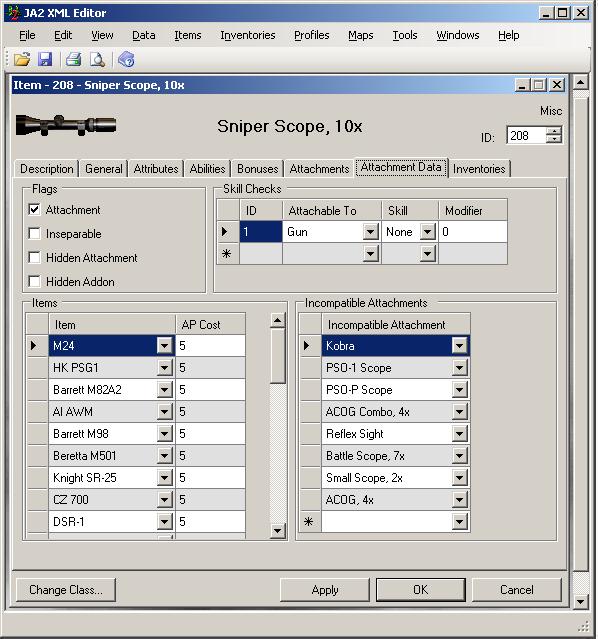 JA2 XML Editor
File Edit View Data Items Inventories Profiles Maps Tools Windows Help
Item - 208 - Sniper Scope, 10x
Misc
Sniper Scope, 10x
ID: 208
Description General Attributes Abilities Bonuses Attachments Attachment Data Inventories
Flags
Attachment
Inseparable
Hidden Attachment
Hidden Addon
Skill Checks
ID Attachable To Skill Modifier
1 Gun None 0
Items
Item AP Cost
M24 5
HK PSG1 5
Barrett M82A2 5
AI AWM 5
Barrett M98 5
Beretta M501 5
Knight SR-25 5
CZ 700 5
DSR-1 5
Incompatible Attachments
Incompatible Attachment
Kobra
PSO-1 Scope
PSO-P Scope
ACOG Combo, 4x
Reflex Sight
Battle Scope, 7x
Small Scope, 2x
ACOG, 4x
Change Class... Apply OK Cancel